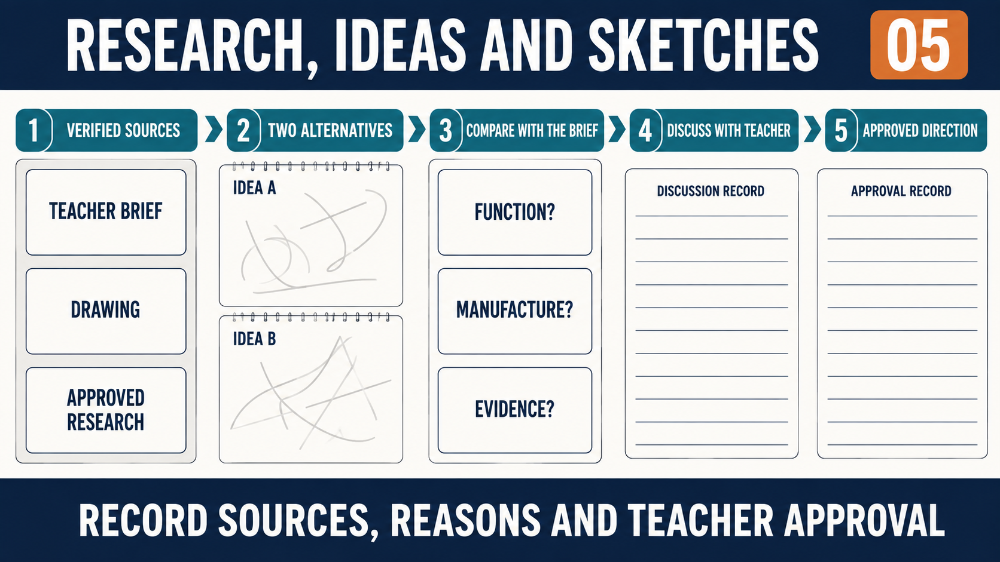 RESEARCH, IDEAS AND SKETCHES
05
1 VERIFIED SOURCES
2 TWO ALTERNATIVES
3 COMPARE WITH THE BRIEF
4 DISCUSS WITH TEACHER
5 APPROVED DIRECTION
TEACHER BRIEF
DRAWING
APPROVED
RESEARCH
IDEA A
IDEA B
FUNCTION?
MANUFACTURE?
EVIDENCE?
DISCUSSION RECORD
APPROVAL RECORD
RECORD SOURCES, REASONS AND TEACHER APPROVAL